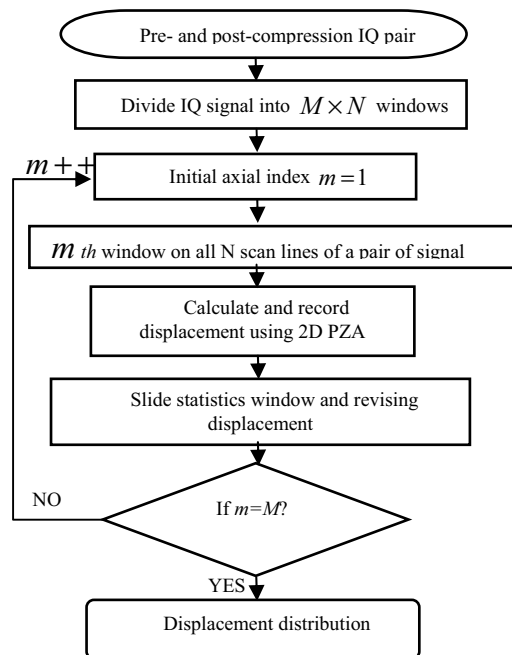 Pre- and post-compression IQ pair
Divide IQ signal into M × N windows
m ++
Initial axial index m = 1
m th window on all N scan lines of a pair of signal
Calculate and record
displacement using 2D PZA
Slide statistics window and revising
displacement
If m=M?
NO
YES
Displacement distribution